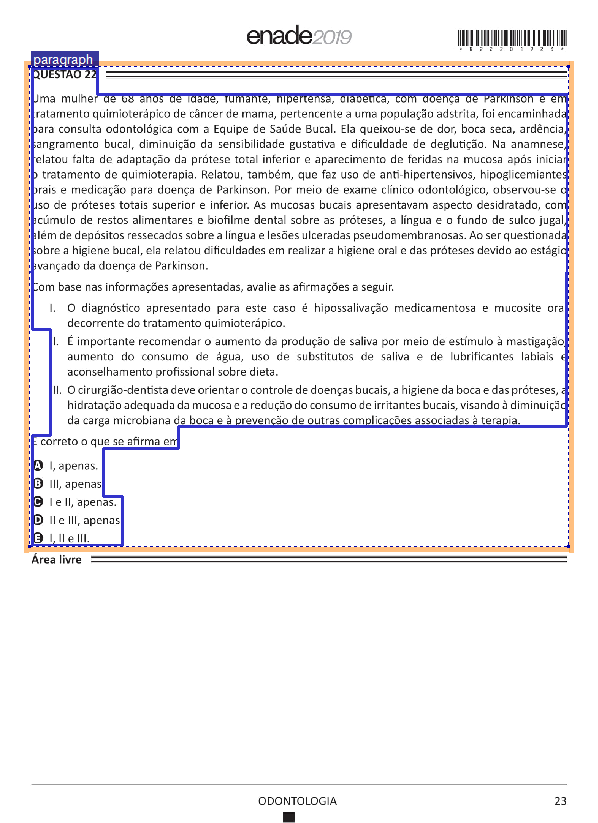 enade2019
paragraph
QUESTÃO 22
Uma mulher de 68 anos de idade, fumante, hipertensa, diabética, com doença de Parkinson e em
tratamento quimioterápico de câncer de mama, pertencente a uma população adstrita, foi encaminhada
para consulta odontológica com a Equipe de Saúde Bucal. Ela queixou-se de dor, boca seca, ardência,
sangramento bucal, diminuição da sensibilidade gustativa e dificuldade de deglutição. Na anamnese,
relatou falta de adaptação da prótese total inferior e aparecimento de feridas na mucosa após iniciar
o tratamento de quimioterapia. Relatou, também, que faz uso de anti-hipertensivos, hipoglicemiantes
orais e medicação para doença de Parkinson. Por meio de exame clínico odontológico, observou-se o
uso de próteses totais superior e inferior. As mucosas bucais apresentavam aspecto desidratado, com
acúmulo de restos alimentares e biofilme dental sobre as próteses, a língua e o fundo de sulco jugal,
além de depósitos ressecados sobre a língua e lesões ulceradas pseudomembranosas. Ao ser questionada
sobre a higiene bucal, ela relatou dificuldades em realizar a higiene oral e das próteses devido ao estágio
avançado da doença de Parkinson.
Com base nas informações apresentadas, avalie as afirmações a seguir.
I. O diagnóstico apresentado para este caso é hipossalivação medicamentosa e mucosite oral
decorrente do tratamento quimioterápico.
II. É importante recomendar o aumento da produção de saliva por meio de estímulo à mastigação,
aumento do consumo de água, uso de substitutos de saliva e de lubrificantes labiais e
aconselhamento profissional sobre dieta.
III. O cirurgião-dentista deve orientar o controle de doenças bucais, a higiene da boca e das próteses, a
hidratação adequada da mucosa e a redução do consumo de irritantes bucais, visando à diminuição
da carga microbiana da boca e à prevenção de outras complicações associadas à terapia.
É correto o que se afirma em
A I, apenas.
B III, apenas
C I e II, apenas.
D II e III, apenas
E I, II e III.
Área livre
ODONTOLOGIA
23